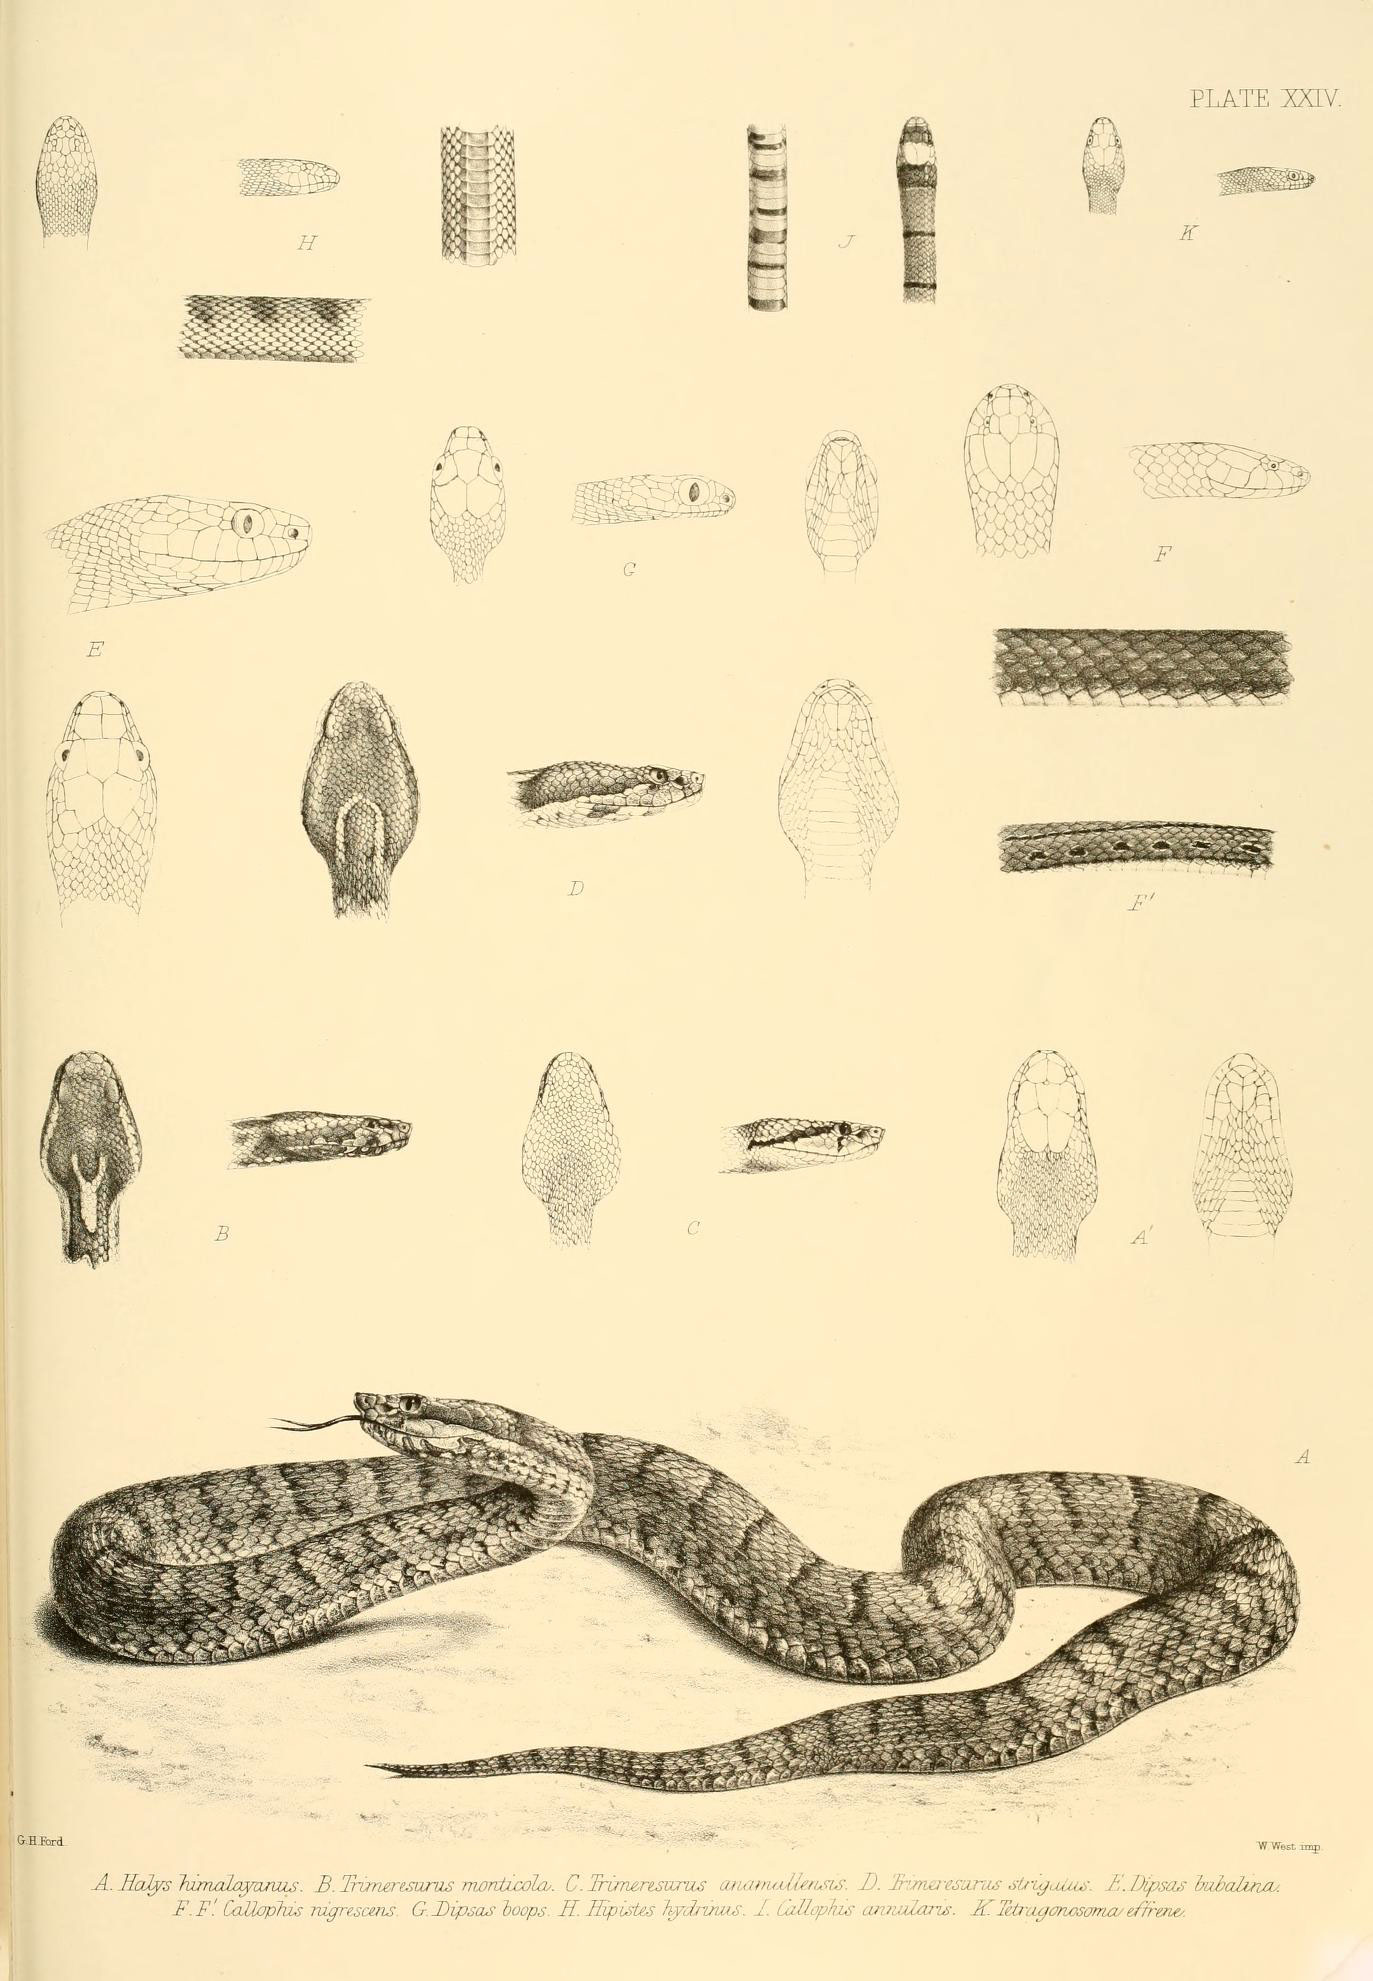 PLATE XXIV.
H
J
K
G
F
E
D
F'
B
C
A'
A
G.H.Ford.
W. West imp.
A. Halys himalayanus. B. Trimeresurus monticola. C. Trimeresurus anamallensis. D. Trimeresurus strigatus. E. Dipsas bubalina.
F. F'. Callophis nigrescens. G. Dipsas boops. H. Hipistes hydrinus. I. Callophis annularis. K. Tetragonosoma effrene.